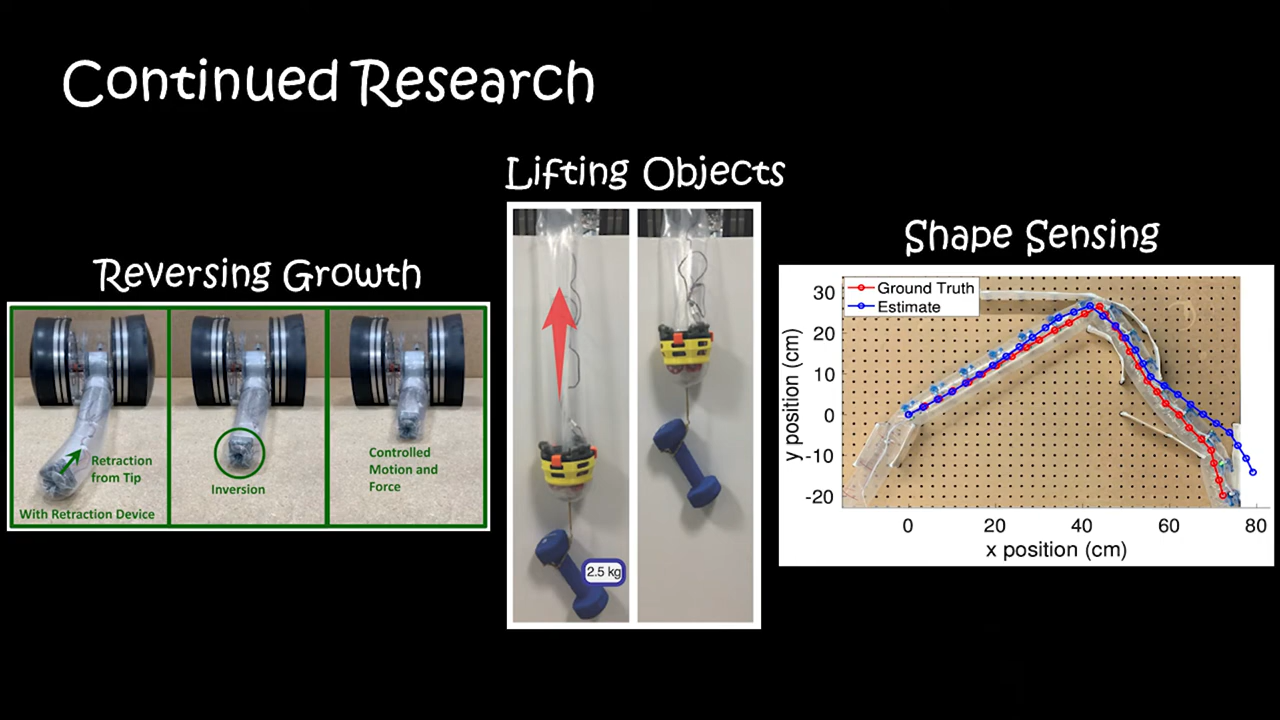 Continued Research
Reversing Growth
Retraction
from Tip
With Retraction Device
Inversion
Controlled
Motion and
Force
Lifting Objects
2.5 kg
Shape Sensing
Ground Truth
Estimate
y position (cm)
30
20
10
0
-10
-20
0 20 40 60 80
x position (cm)